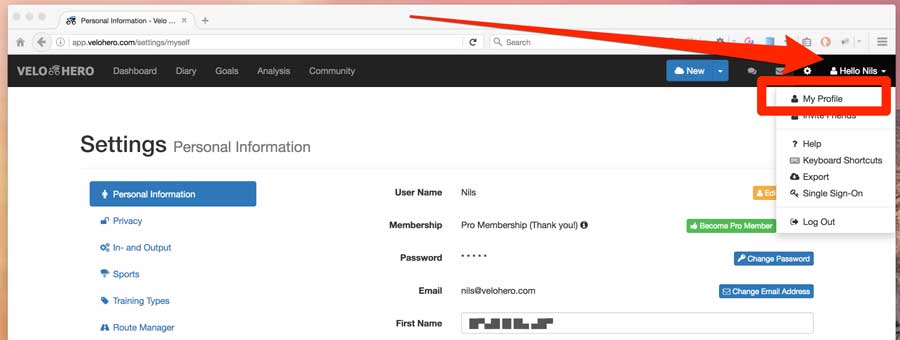 Personal Information - Velo ...
app.velohero.com/settings/myself
Search
VELO HERO
Dashboard
Diary
Goals
Analysis
Community
New
Hello Nils
My Profile
Invite Friends
Help
Keyboard Shortcuts
Export
Single Sign-On
Log Out
Settings Personal Information
Personal Information
Privacy
In- and Output
Sports
Training Types
Route Manager
User Name
Nils
Membership
Pro Membership (Thank you!)
Become Pro Member
Password
• • • • •
Change Password
Email
nils@velohero.com
Change Email Address
First Name